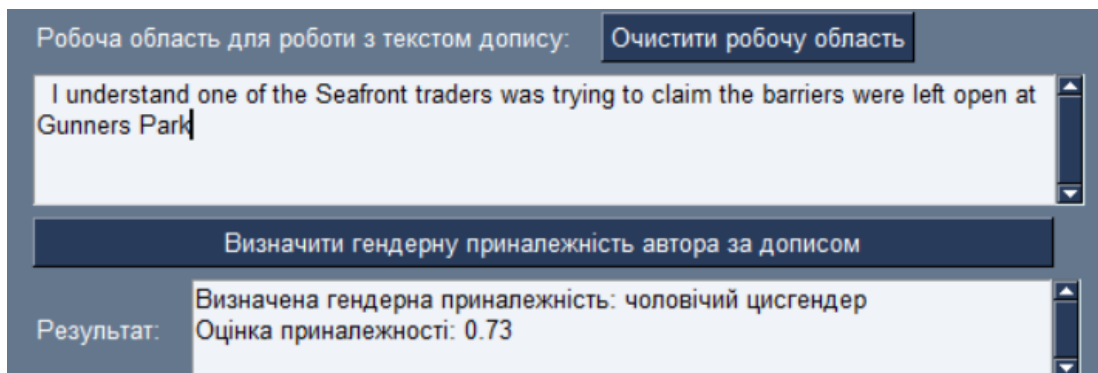 Робоча область для роботи з текстом допису: Очистити робочу область
I understand one of the Seafront traders was trying to claim the barriers were left open at
Gunners Park
Визначити гендерну приналежність автора за дописом
Визначена гендерна приналежність: чоловічий цисгендер
Результат: Оцінка приналежності: 0.73